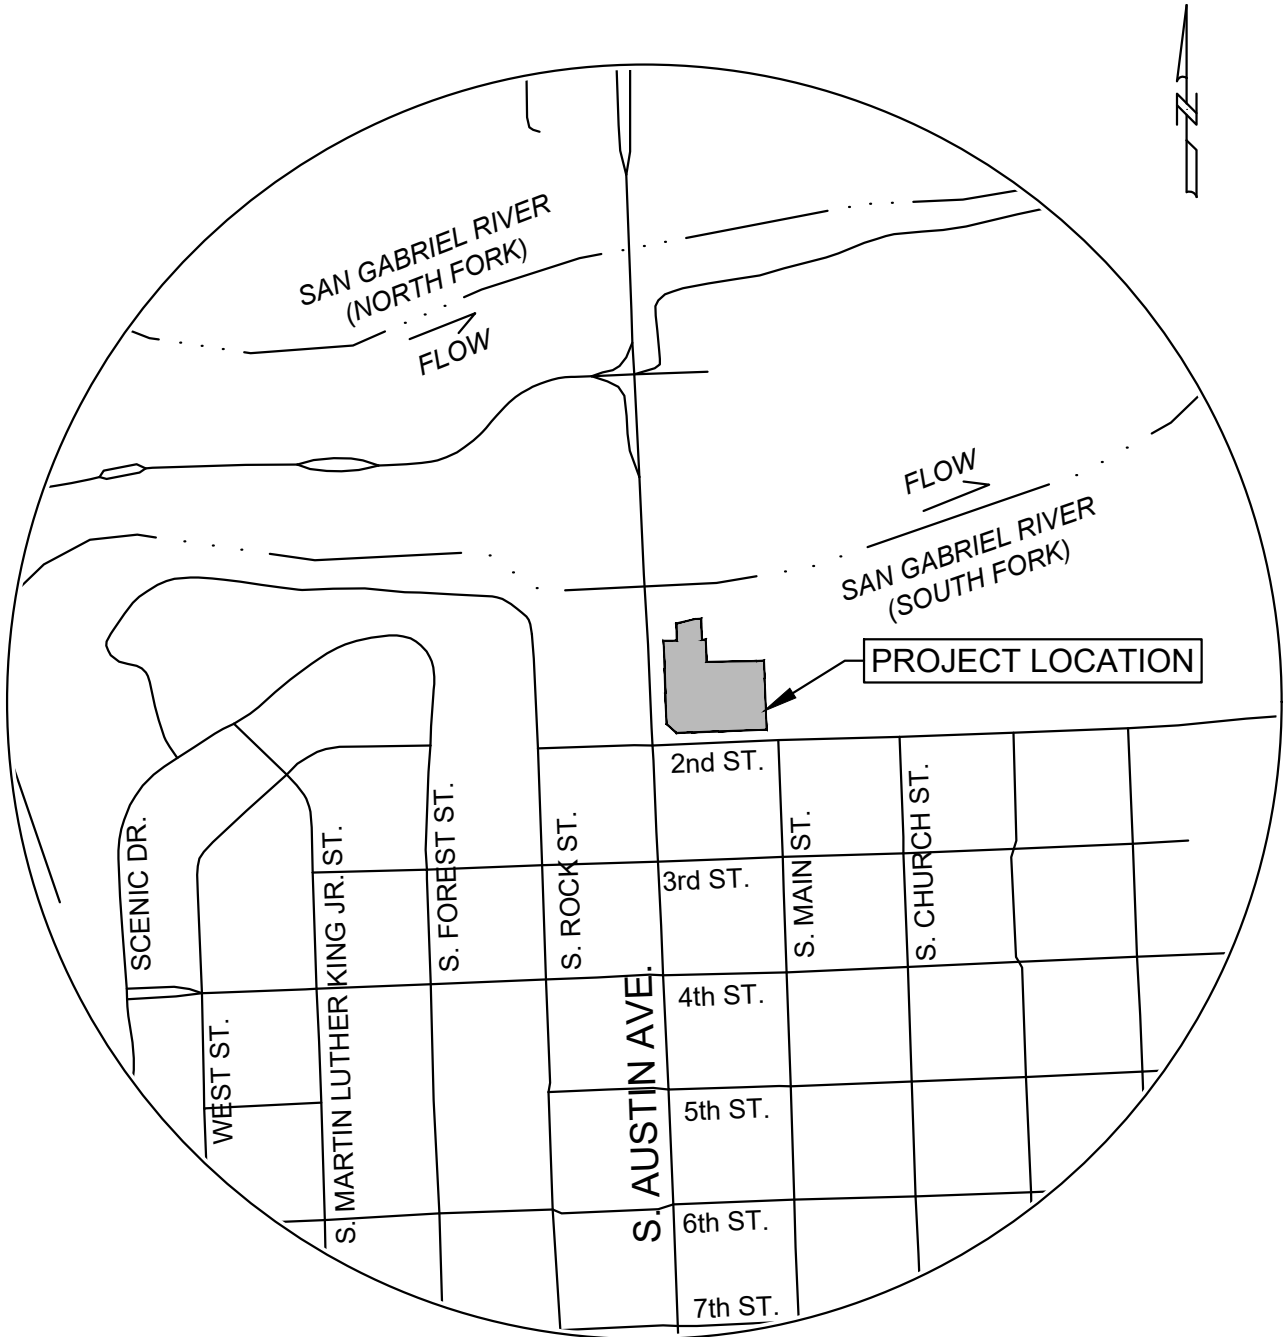 N
SAN GABRIEL RIVER
(NORTH FORK)
FLOW
FLOW
SAN GABRIEL RIVER
(SOUTH FORK)
PROJECT LOCATION
2nd ST.
3rd ST.
4th ST.
5th ST.
6th ST.
7th ST.
SCENIC DR.
WEST ST.
S. MARTIN LUTHER KING JR. ST.
S. FOREST ST.
S. ROCK ST.
S. AUSTIN AVE.
S. MAIN ST.
S. CHURCH ST.